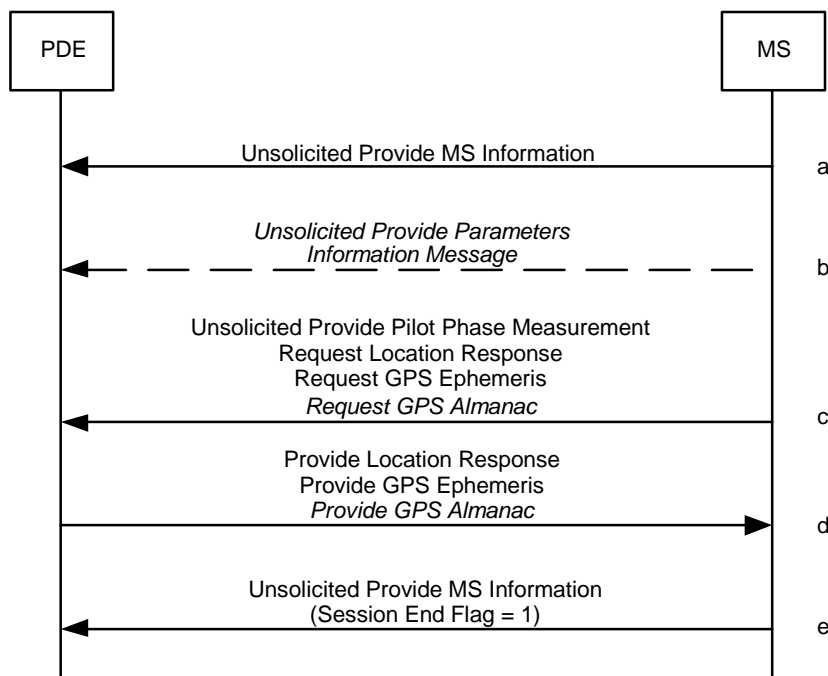 PDE
MS
Unsolicited Provide MS Information
a
Unsolicited Provide Parameters
Information Message
b
Unsolicited Provide Pilot Phase Measurement
Request Location Response
Request GPS Ephemeris
Request GPS Almanac
c
Provide Location Response
Provide GPS Ephemeris
Provide GPS Almanac
d
Unsolicited Provide MS Information
(Session End Flag = 1)
e